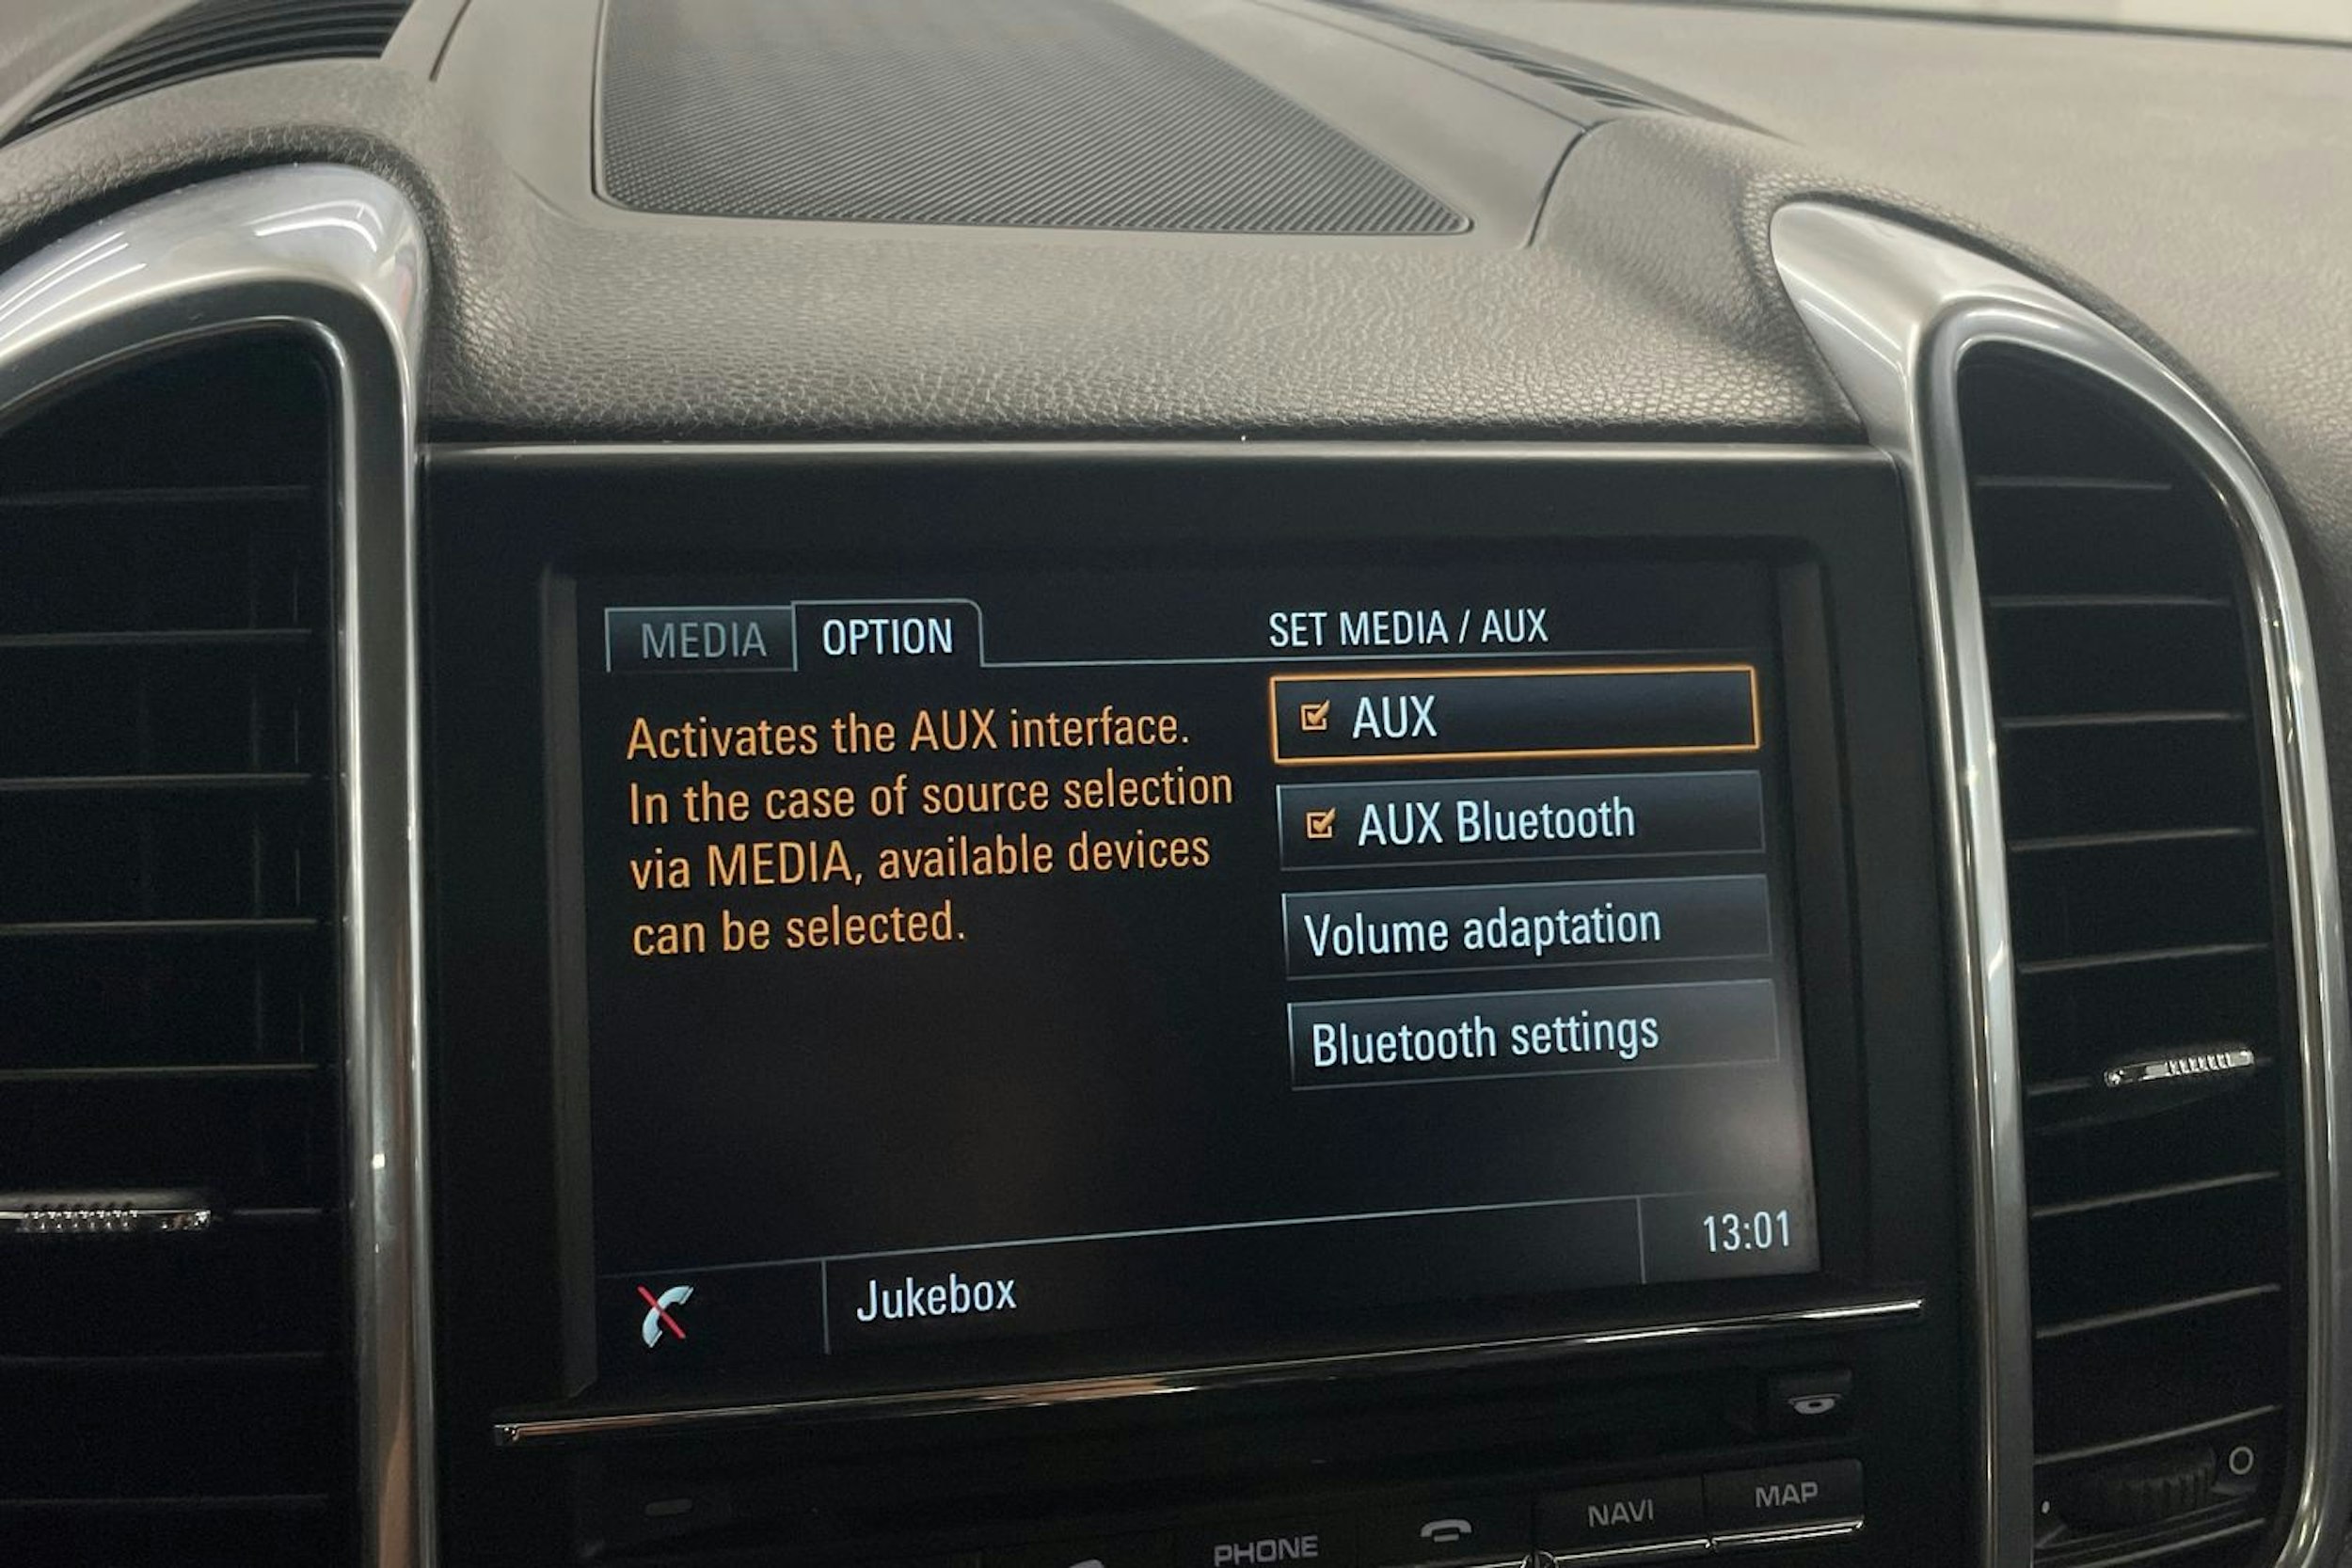 MEDIA OPTION SET MEDIA / AUX
Activates the AUX interface.
In the case of source selection
via MEDIA, available devices
can be selected.
AUX
AUX Bluetooth
Volume adaptation
Bluetooth settings
Jukebox 13:01
PHONE NAVI MAP